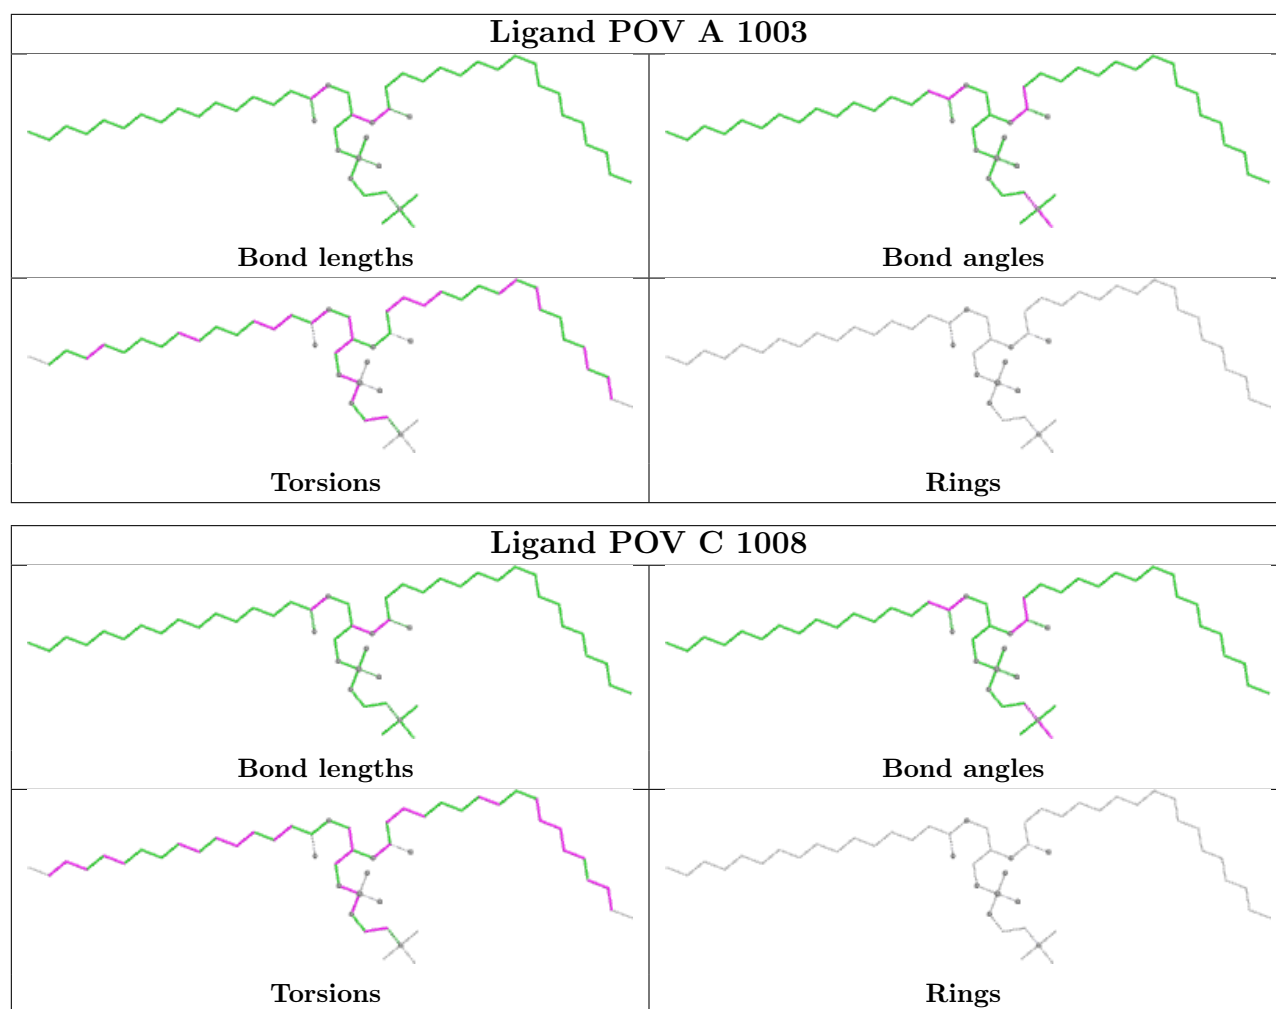 Ligand POV A 1003
Bond lengths
Bond angles
Torsions
Rings
Ligand POV C 1008
Bond lengths
Bond angles
Torsions
Rings